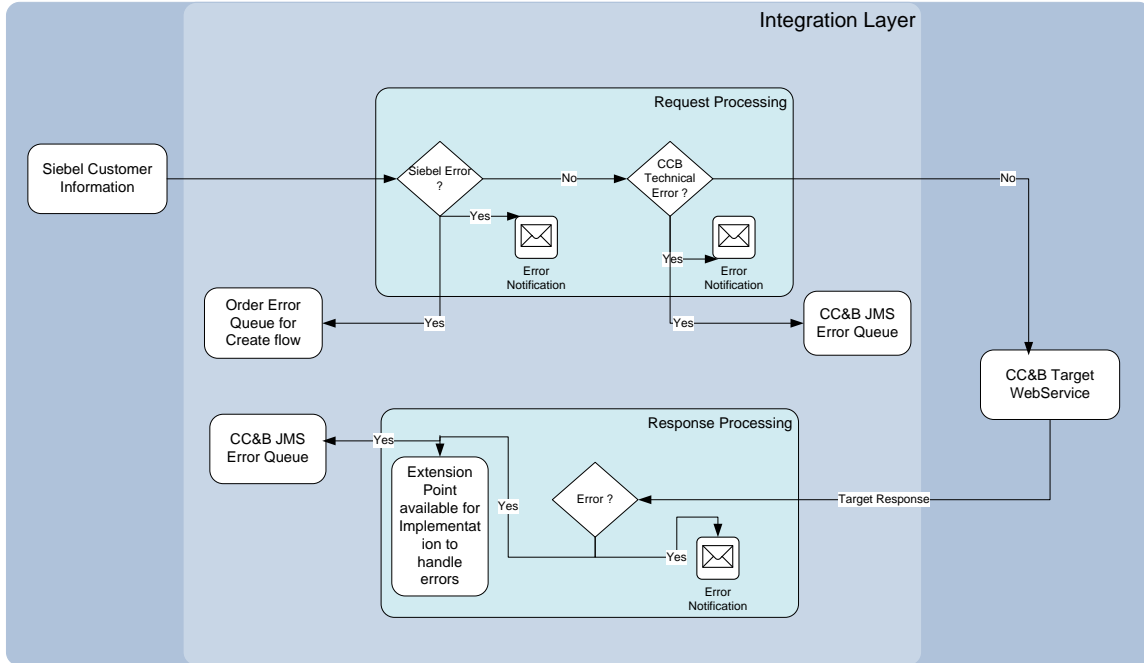 Integration Layer
Request Processing
Siebel Customer
Information
Siebel Error
?
No
CCB
Technical
Error ?
No
Yes
Yes
Error
Notification
Error
Notification
Order Error
Queue for
Create flow
Yes
Yes
CC&B JMS
Error Queue
CC&B Target
WebService
Response Processing
CC&B JMS
Error Queue
Yes
Extension
Point
available for
Implementat
ion to
handle
errors
Yes
Error ?
Target Response
Yes
Error
Notification